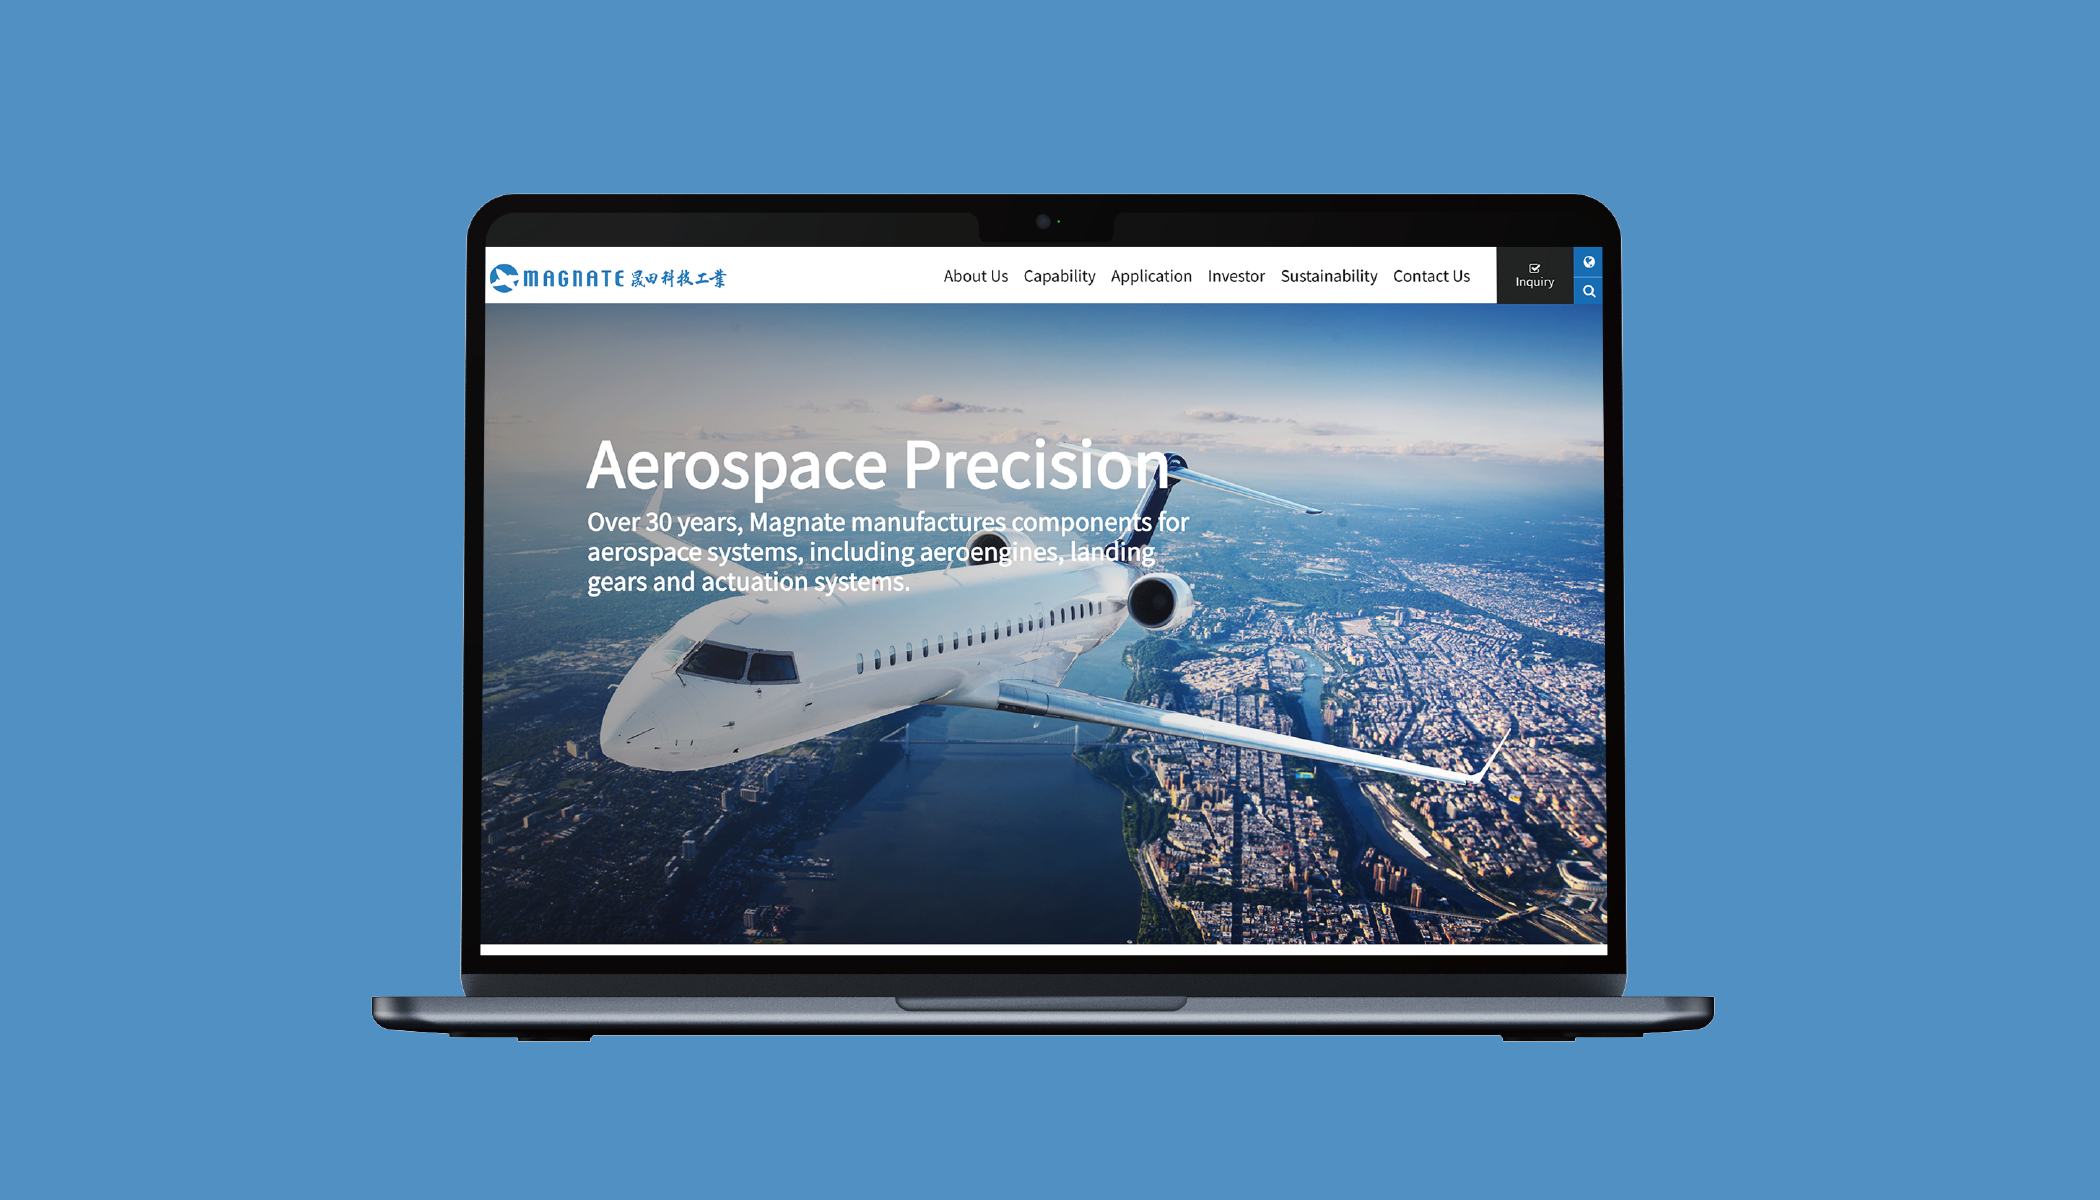 MAGNATE 晟田科技工業
About Us Capability Application Investor Sustainability Contact Us
Inquiry
Aerospace Precision
Over 30 years, Magnate manufactures components for
aerospace systems, including aeroengines, landing
gears and actuation systems.